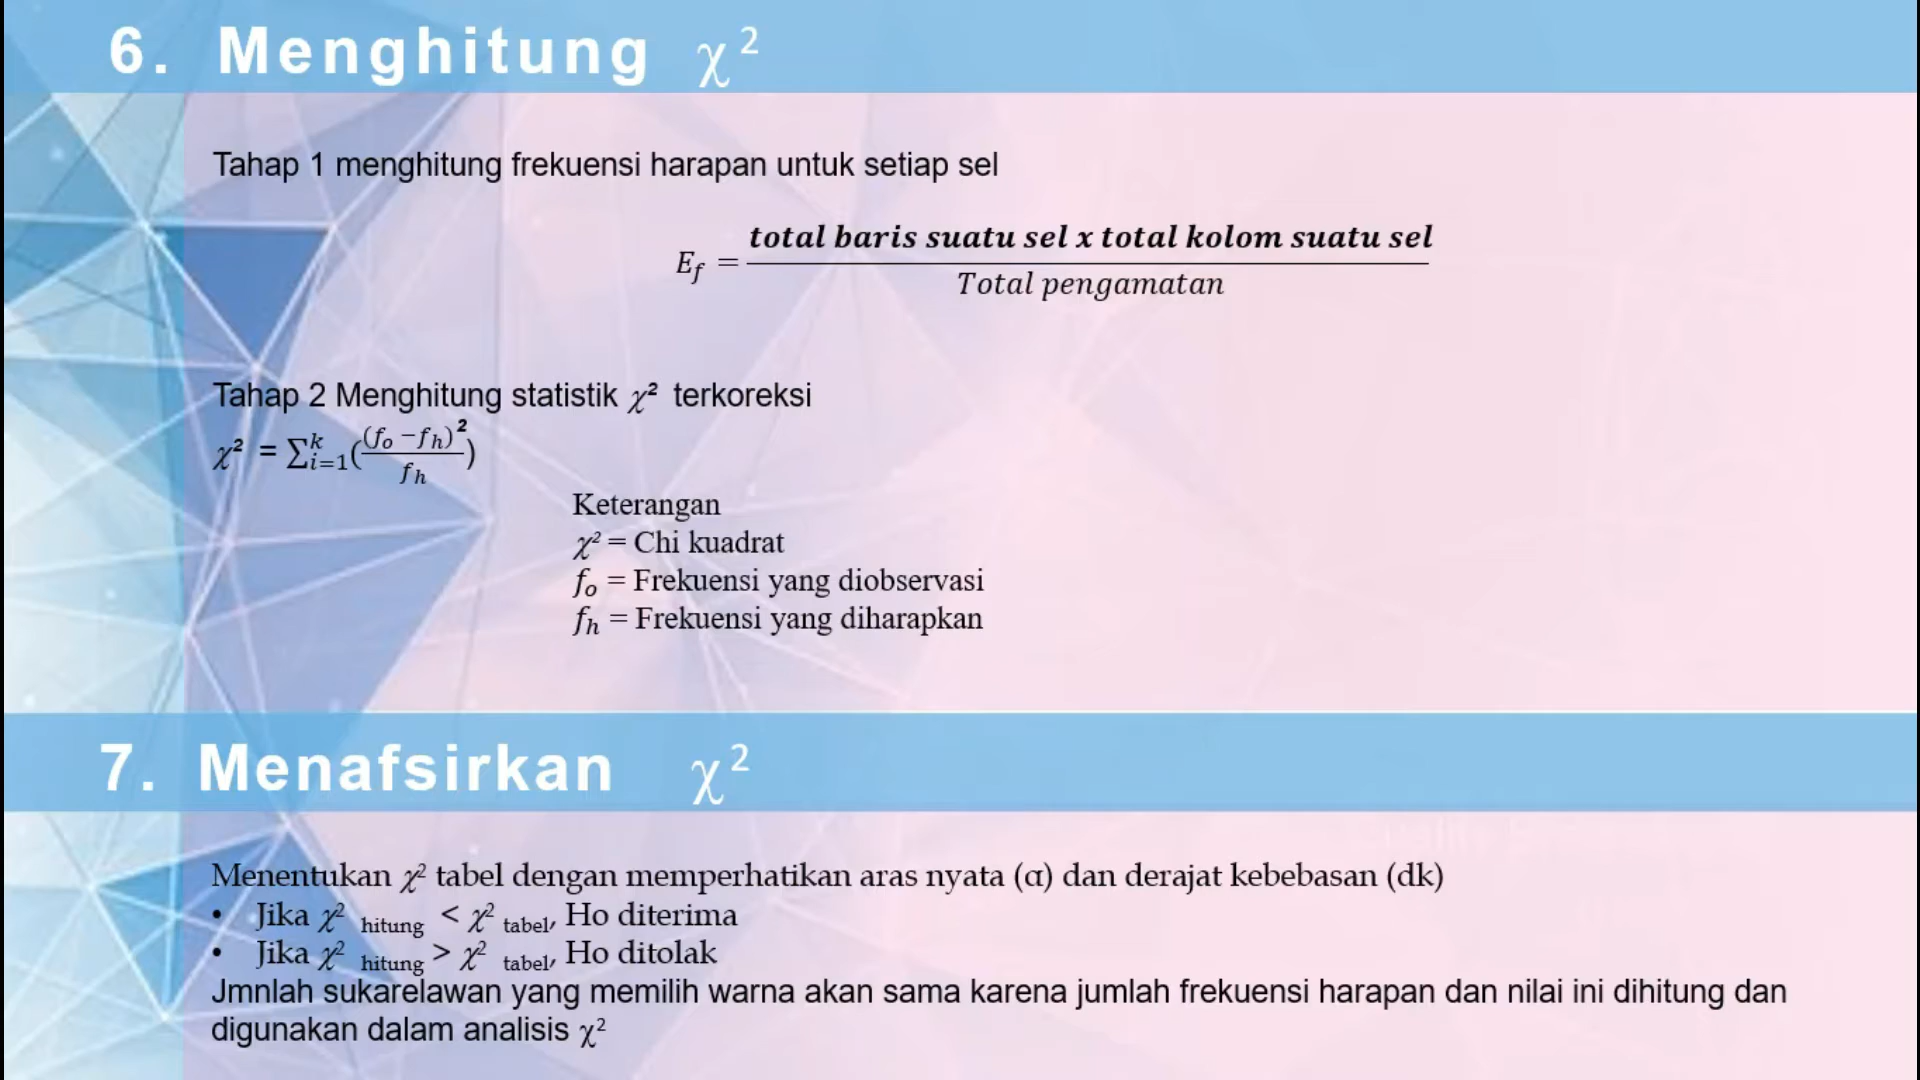 6. Menghitung χ²
Tahap 1 menghitung frekuensi harapan untuk setiap sel
E_f = total baris suatu sel x total kolom suatu sel / Total pengamatan
Tahap 2 Menghitung statistik χ² terkoreksi
χ² = ∑_{i=1}^{k}((f_o − f_h)² / f_h)
Keterangan
χ² = Chi kuadrat
f_o = Frekuensi yang diobservasi
f_h = Frekuensi yang diharapkan
7. Menafsirkan χ²
Menentukan χ² tabel dengan memperhatikan aras nyata (α) dan derajat kebebasan (dk)
• Jika χ² hitung < χ² tabel, Ho diterima
• Jika χ² hitung > χ² tabel, Ho ditolak
Jmnlah sukarelawan yang memilih warna akan sama karena jumlah frekuensi harapan dan nilai ini dihitung dan
digunakan dalam analisis χ²